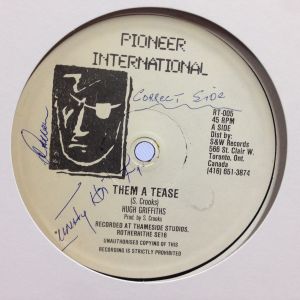 PIONEER
INTERNATIONAL
CORRECT SIDE
RT-005
45 RPM
A SIDE
Dist by:
S&W Records
566 St. Clair W.
Toronto, Ont.
Canada
(416) 651-3874
THEM A TEASE
(S. Crooks)
HUGH GRIFFITHS
Prod. by S. Crooks
RECORDED AT THAMESIDE STUDIOS.
ROTHERHITHE SE16
UNAUTHORISED COPYING OF THIS
RECORDING IS STRICTLY PROHIBITED